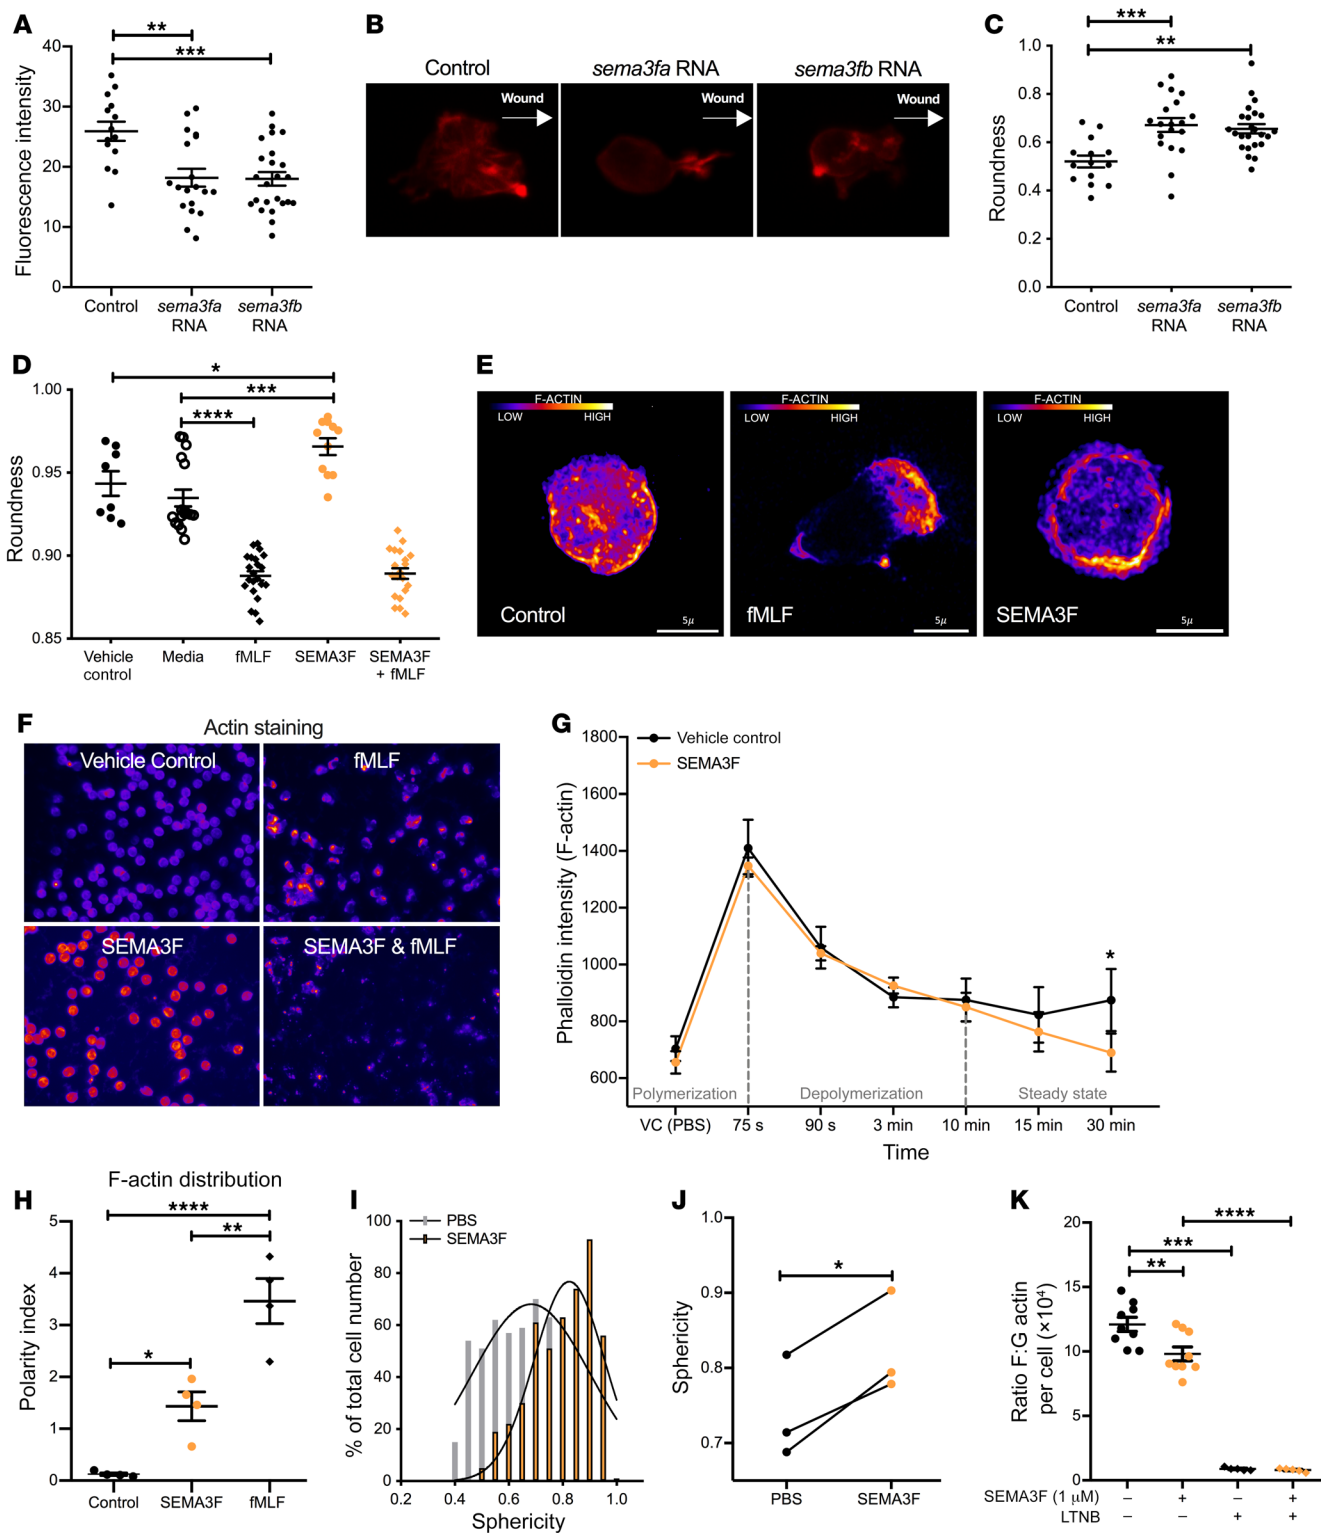 A
**
***
40
30
20
10
0
Fluorescence intensity
Control
sema3fa
RNA
sema3fb
RNA
B
Control
sema3fa RNA
sema3fb RNA
Wound
Wound
Wound
C
***
**
1.0
0.8
0.6
0.4
0.2
0.0
Roundness
Control
sema3fa
RNA
sema3fb
RNA
D
*
***
****
1.00
0.95
0.90
0.85
Roundness
Vehicle
control
Media
fMLF
SEMA3F
SEMA3F
+ fMLF
E
F-ACTIN
LOW
HIGH
Control
5µ
F-ACTIN
LOW
HIGH
fMLF
5µ
F-ACTIN
LOW
HIGH
SEMA3F
5µ
F
Actin staining
Vehicle Control
fMLF
SEMA3F
SEMA3F & fMLF
G
Vehicle control
SEMA3F
1800
1600
1400
1200
1000
800
600
Phalloidin intensity (F-actin)
*
Polymerization
Depolymerization
Steady state
VC (PBS)
75 s
90 s
3 min
10 min
15 min
30 min
Time
H
F-actin distribution
****
**
*
5
4
3
2
1
0
Polarity index
Control
SEMA3F
fMLF
I
PBS
SEMA3F
100
80
60
40
20
0
% of total cell number
0.2
0.4
0.6
0.8
1.0
Sphericity
J
*
1.0
0.9
0.8
0.7
Sphericity
PBS
SEMA3F
K
****
***
**
20
15
10
5
0
Ratio F:G actin
per cell (×10⁴)
SEMA3F (1 µM) – + – +
LTNB – – + +